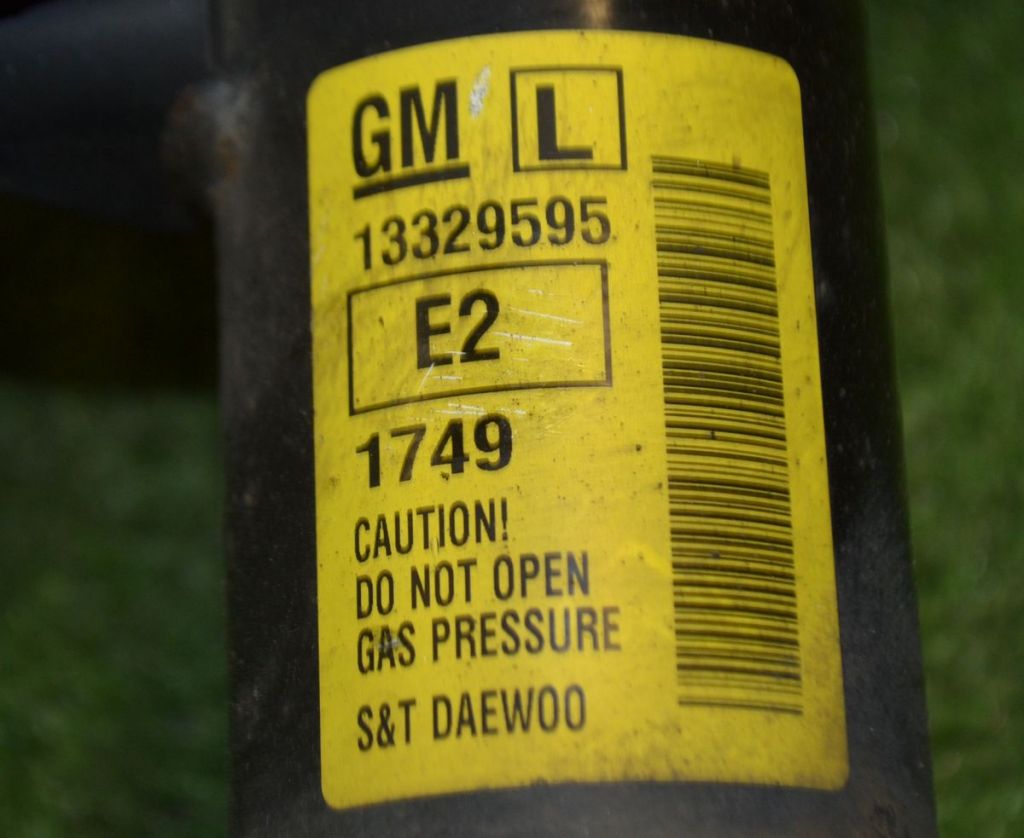 GM L
13329595
E2
1749
CAUTION!
DO NOT OPEN
GAS PRESSURE
S&T DAEWOO